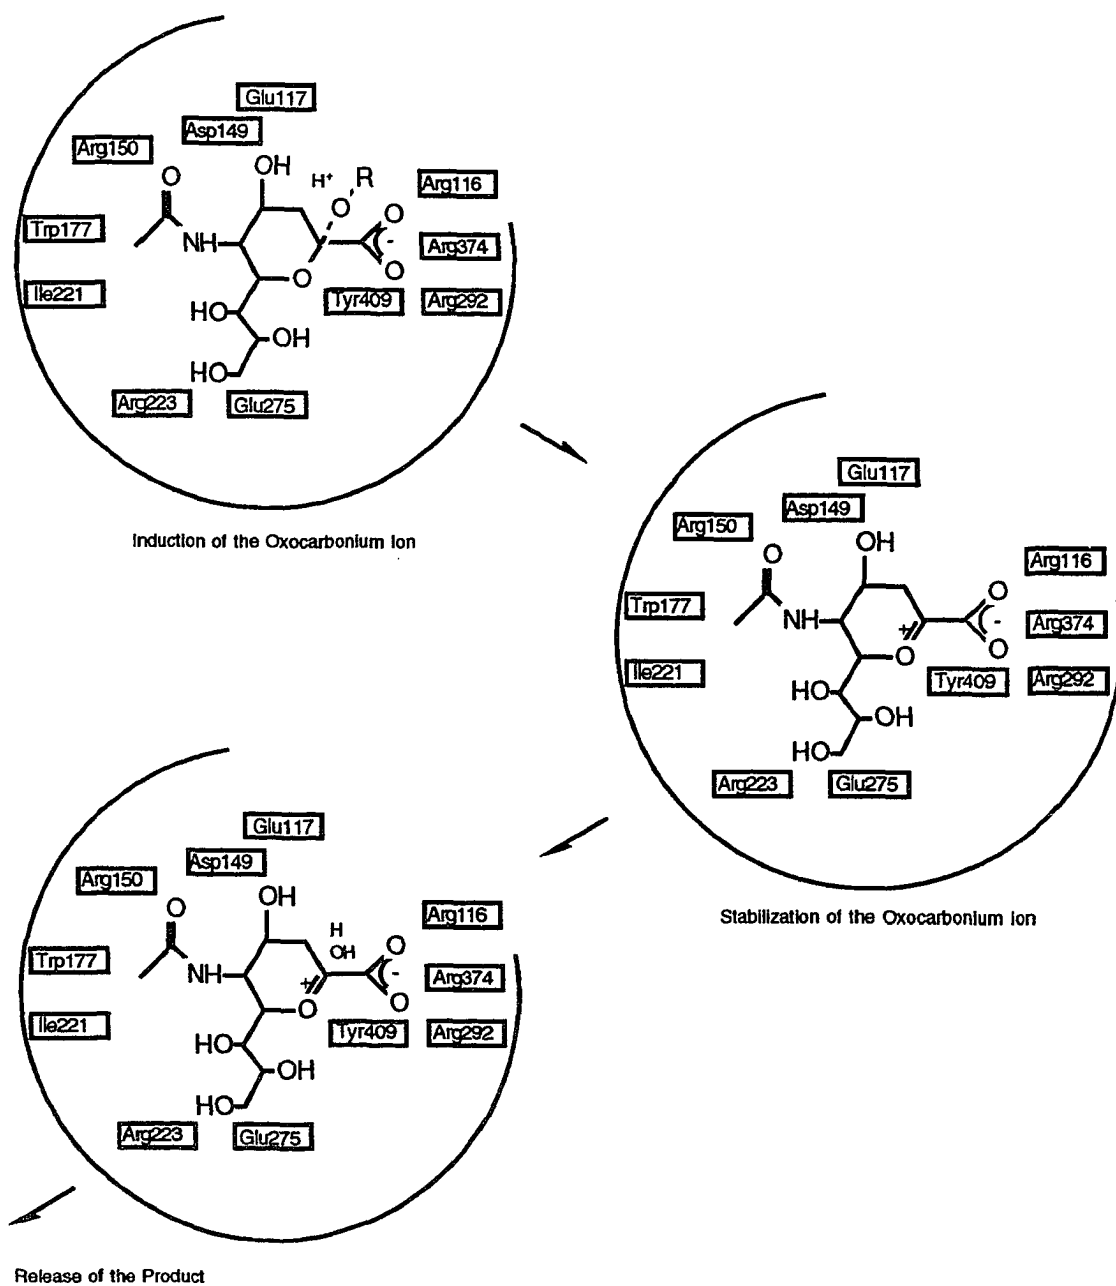 Glu117
Asp149
Arg150
OH
O
H+
R
O
O
Arg116
Trp177
NH
-
Arg374
O
O
Ile221
HO
Tyr409
Arg292
OH
HO
Arg223
Glu275
Induction of the Oxocarbonium Ion
Glu117
Asp149
Arg150
OH
O
Arg116
O
Trp177
NH
+
-
Arg374
O
O
Ile221
HO
Tyr409
Arg292
OH
HO
Arg223
Glu275
Stabilization of the Oxocarbonium Ion
Glu117
Asp149
Arg150
OH
O
H
OH
Arg116
O
Trp177
NH
+
-
Arg374
O
O
Ile221
HO
Tyr409
Arg292
OH
HO
Arg223
Glu275
Release of the Product